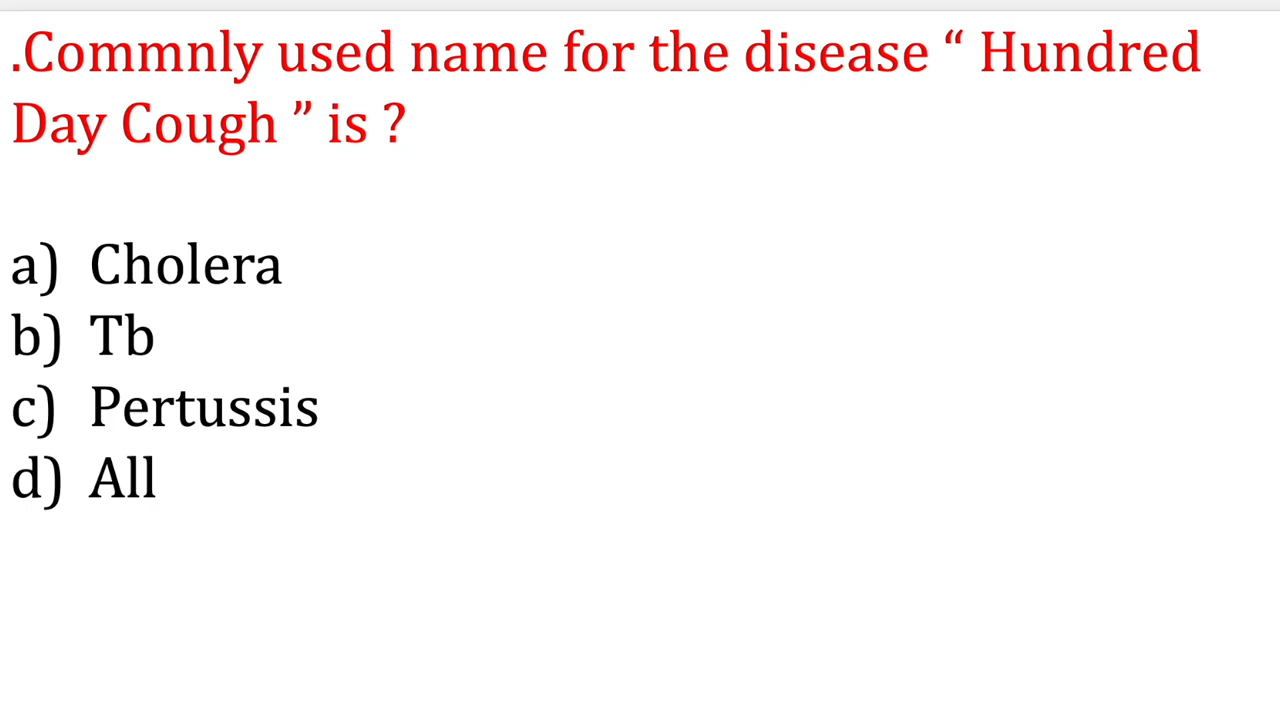 .Commnly used name for the disease “ Hundred
Day Cough ” is ?
a) Cholera
b) Tb
c) Pertussis
d) All